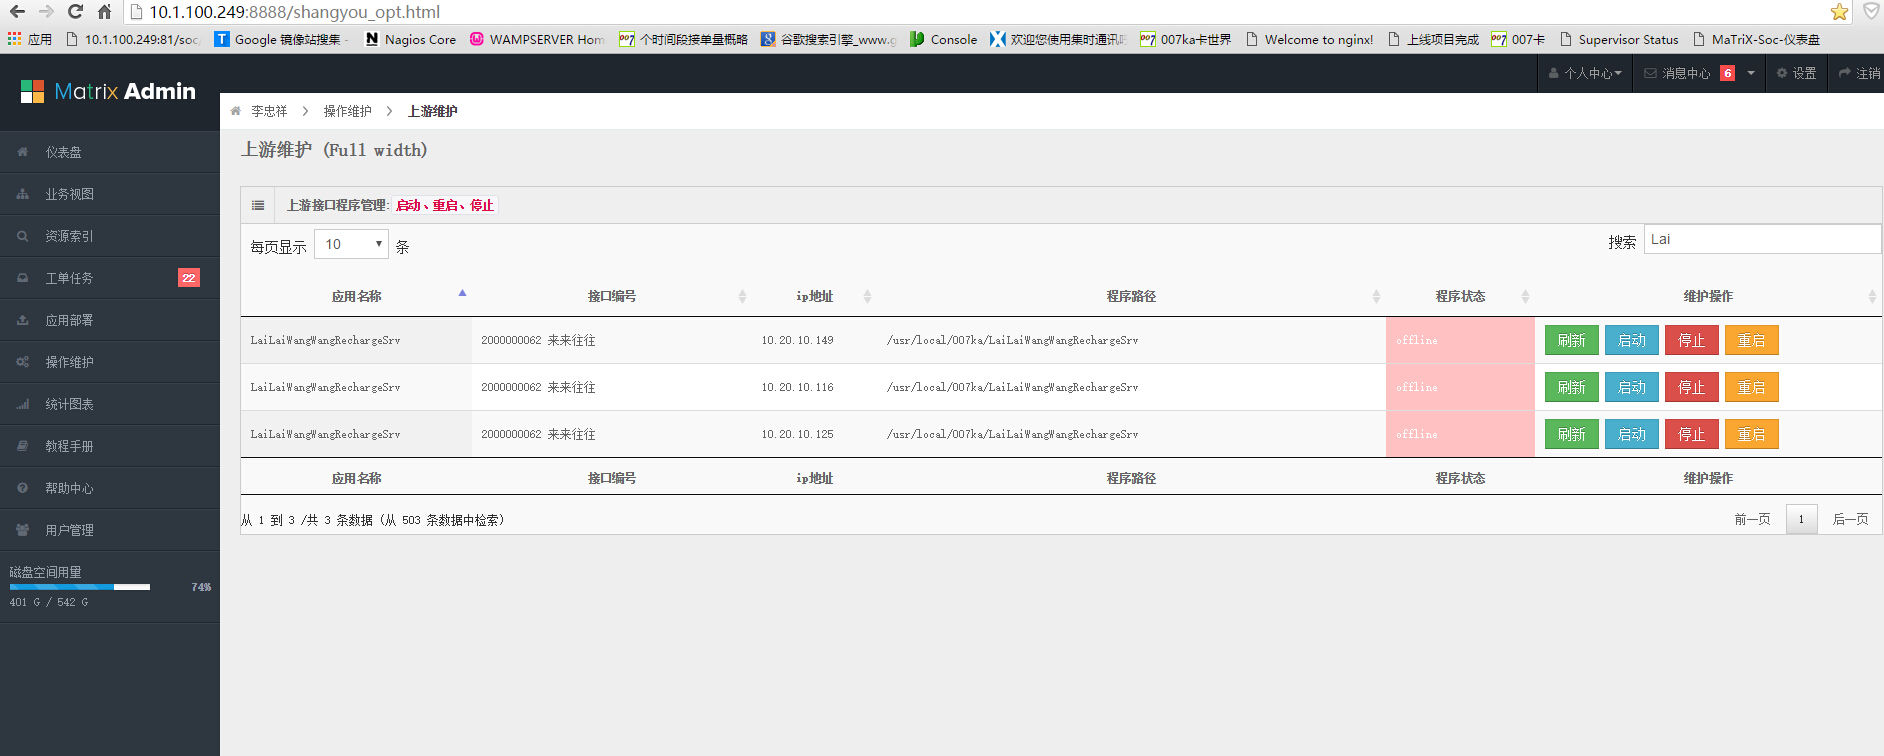 10.1.100.249:8888/shangyou_opt.html
应用 10.1.100.249:81/soc Google 镜像站搜集 - Nagios Core WAMPSERVER Hom 个时间段接单量概略 谷歌搜索引擎_www.g Console 欢迎您使用集时通讯 007ka卡世界 Welcome to nginx! 上线项目完成 007卡 Supervisor Status MaTriX-Soc-仪表盘
Matrix Admin
个人中心 消息中心 6 设置 注销
李忠祥 > 操作维护 > 上游维护
上游维护 (Full width)
仪表盘
业务视图
资源索引
工单任务 22
应用部署
操作维护
统计图表
教程手册
帮助中心
用户管理
磁盘空间用量
74%
401 G / 542 G
上游接口程序管理: 启动、重启、停止
每页显示 10 条 搜索 Lai
应用名称 接口编号 ip地址 程序路径 程序状态 维护操作
LaiLaiWangWangRechargeSrv 2000000062 来来往往 10.20.10.149 /usr/local/007ka/LaiLaiWangWangRechargeSrv offline 刷新 启动 停止 重启
LaiLaiWangWangRechargeSrv 2000000062 来来往往 10.20.10.116 /usr/local/007ka/LaiLaiWangWangRechargeSrv offline 刷新 启动 停止 重启
LaiLaiWangWangRechargeSrv 2000000062 来来往往 10.20.10.125 /usr/local/007ka/LaiLaiWangWangRechargeSrv offline 刷新 启动 停止 重启
应用名称 接口编号 ip地址 程序路径 程序状态 维护操作
从 1 到 3 /共 3 条数据 (从 503 条数据中检索) 前一页 1 后一页